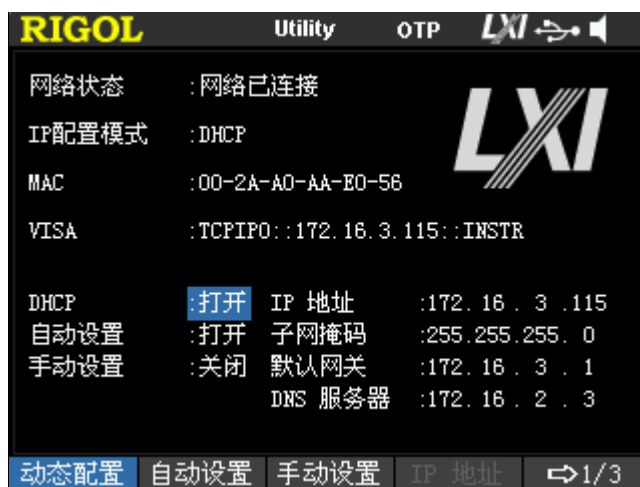 RIGOL Utility OTP LXI
网络状态 :网络已连接
IP配置模式 :DHCP
LXI
MAC :00-2A-A0-AA-E0-56
VISA :TCPIP0::172.16.3.115::INSTR
DHCP :打开 IP 地址 :172.16.3.115
自动设置 :打开 子网掩码 :255.255.255.0
手动设置 :关闭 默认网关 :172.16.3.1
DNS 服务器 :172.16.2.3
动态配置 自动设置 手动设置 IP 地址 1/3